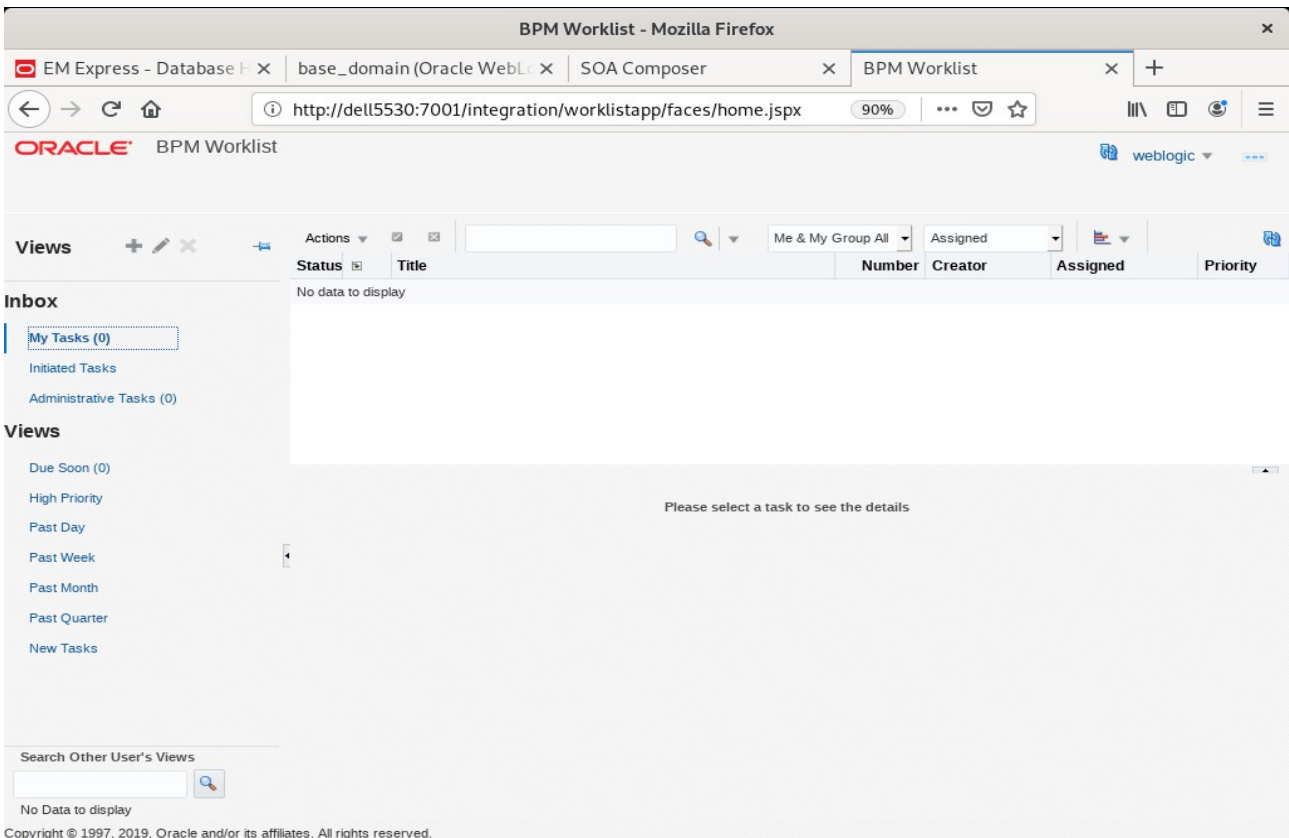 BPM Worklist - Mozilla Firefox
EM Express - Database
base_domain (Oracle WebLo
SOA Composer
BPM Worklist
http://dell5530:7001/integration/worklistapp/faces/home.jspx
90%
ORACLE BPM Worklist
weblogic
Views
Actions
Me & My Group All
Assigned
Status Title Number Creator Assigned Priority
No data to display
Inbox
My Tasks (0)
Initiated Tasks
Administrative Tasks (0)
Views
Due Soon (0)
High Priority
Past Day
Past Week
Past Month
Past Quarter
New Tasks
Please select a task to see the details
Search Other User's Views
No Data to display
Copyright © 1997, 2019, Oracle and/or its affiliates. All rights reserved.